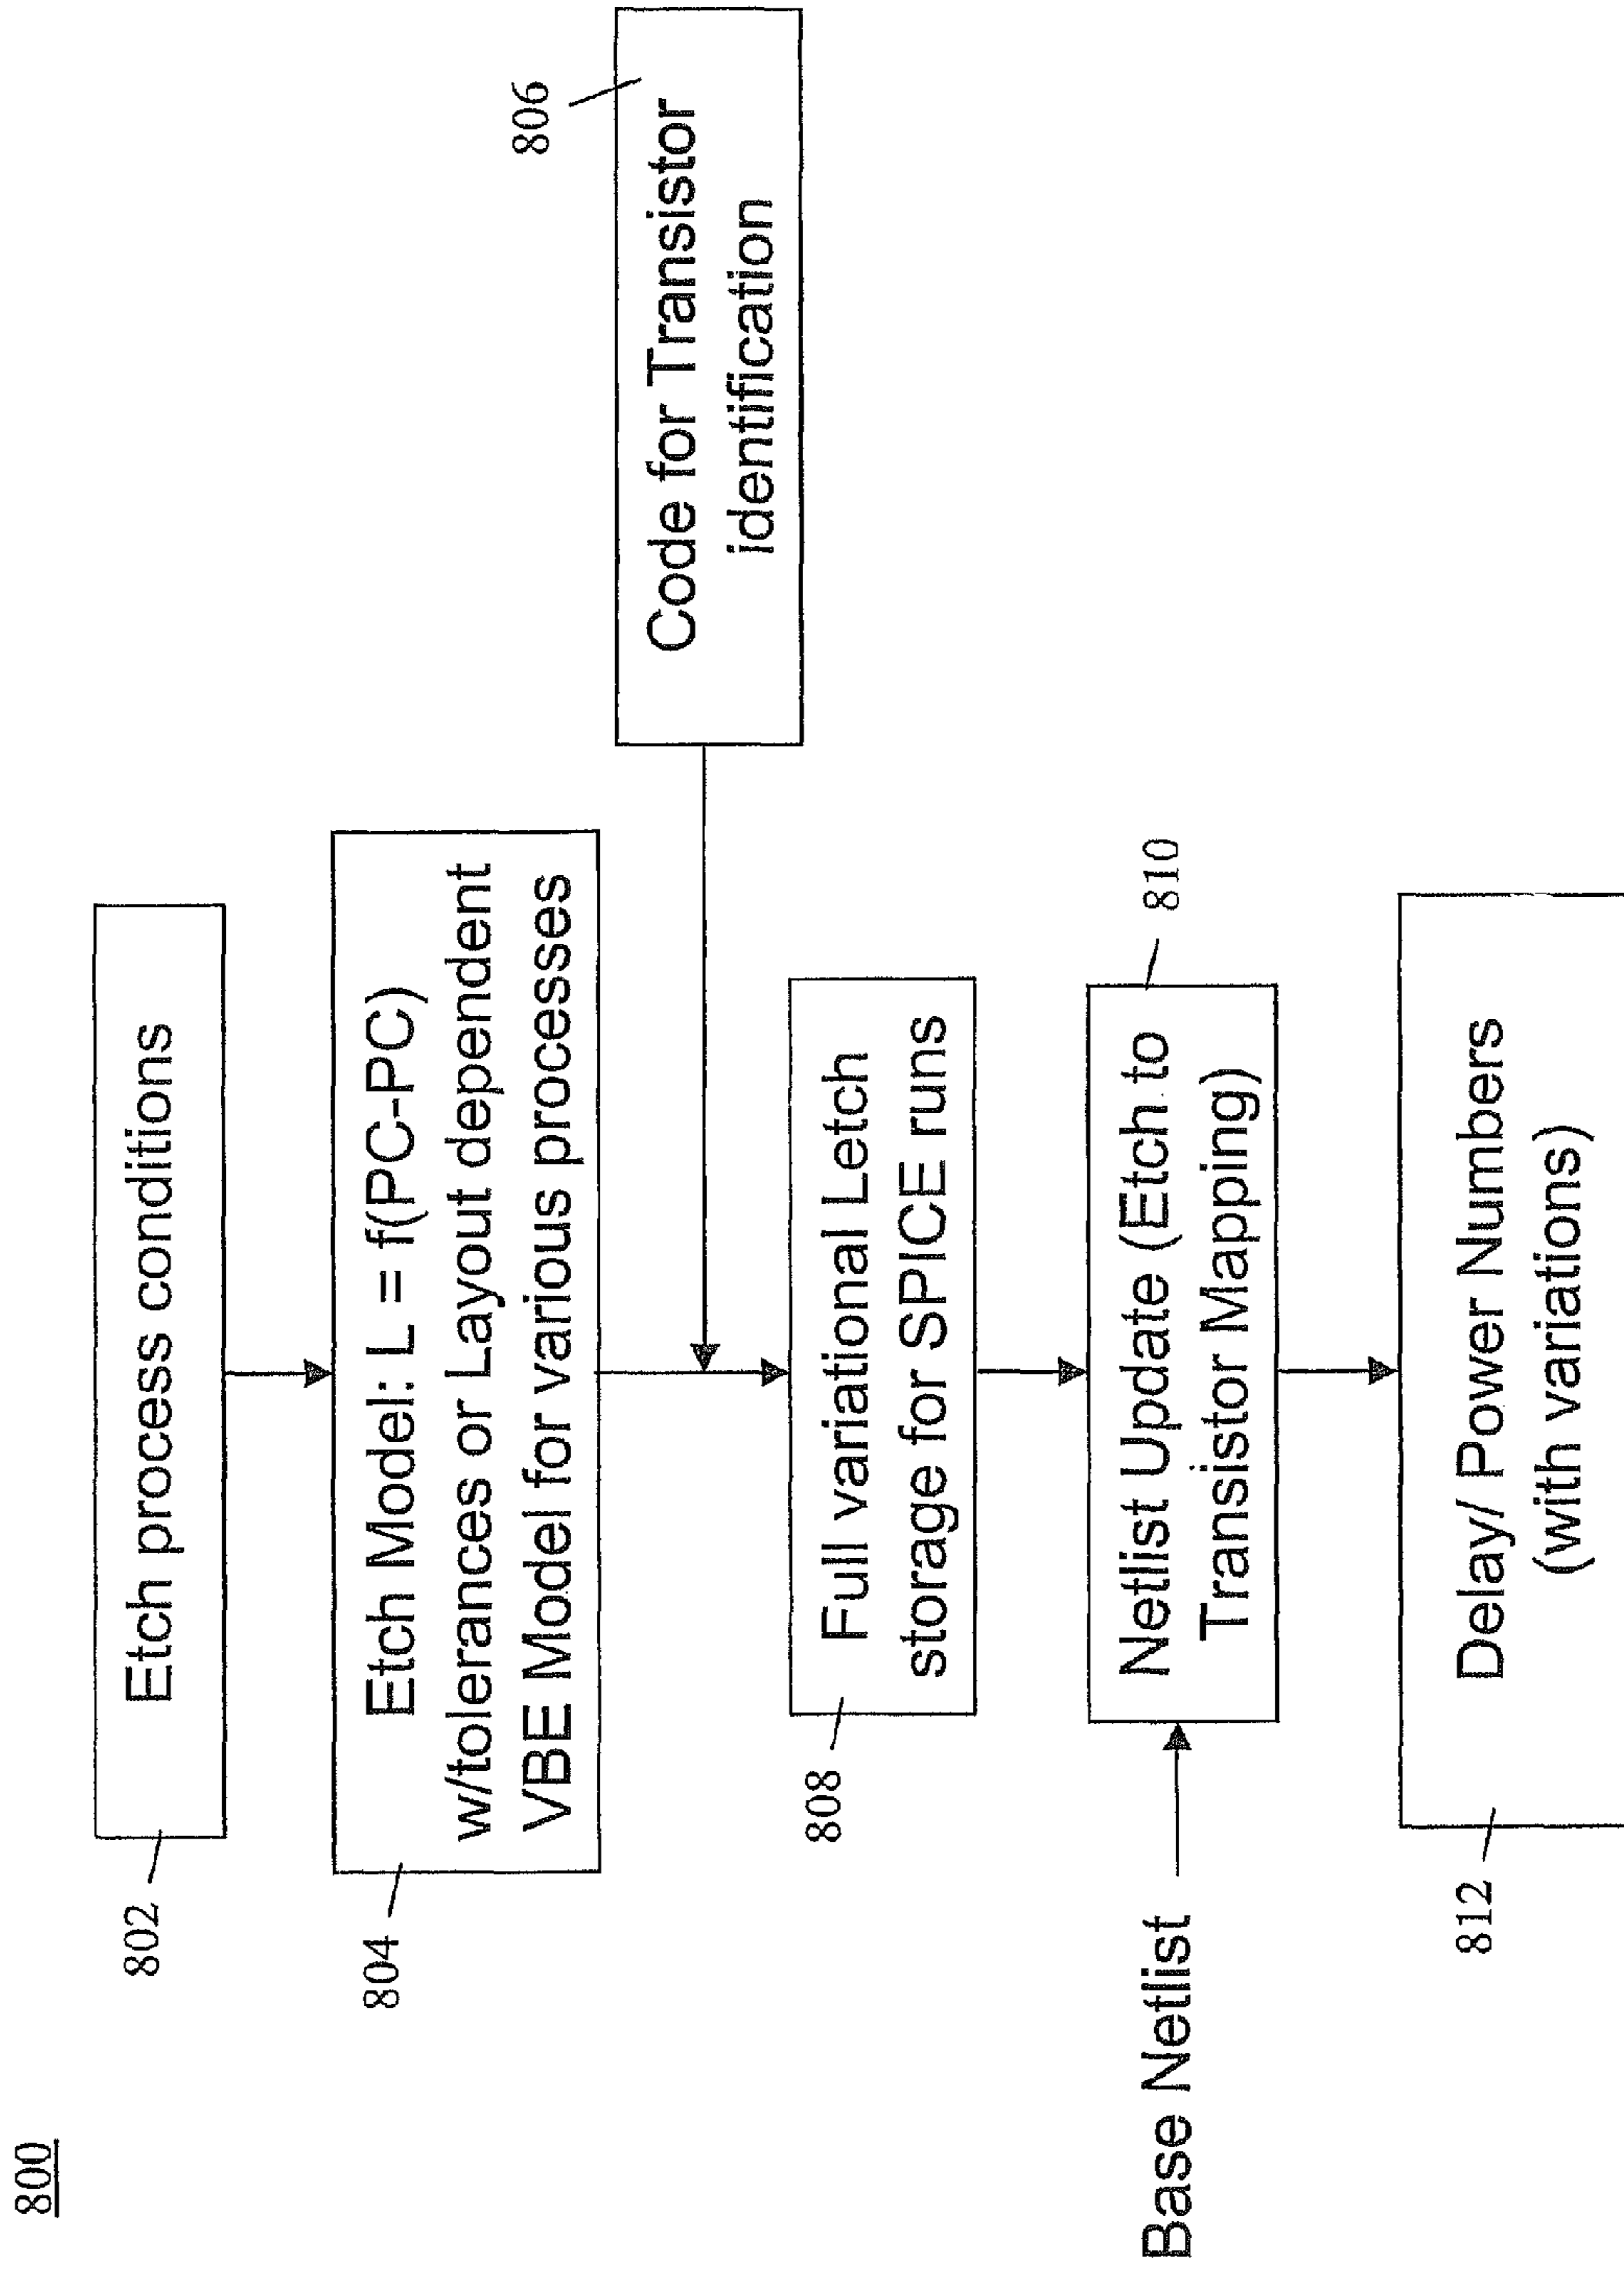 800
802
Etch process conditions
804
Etch Model: L = f(PC-PC)
w/tolerances or Layout dependent
VBE Model for various processes
806
Code for Transistor
identification
808
Full variational Letch
storage for SPICE runs
Base Netlist
Netlist Update (Etch to
Transistor Mapping)
810
812
Delay/ Power Numbers
(with variations)